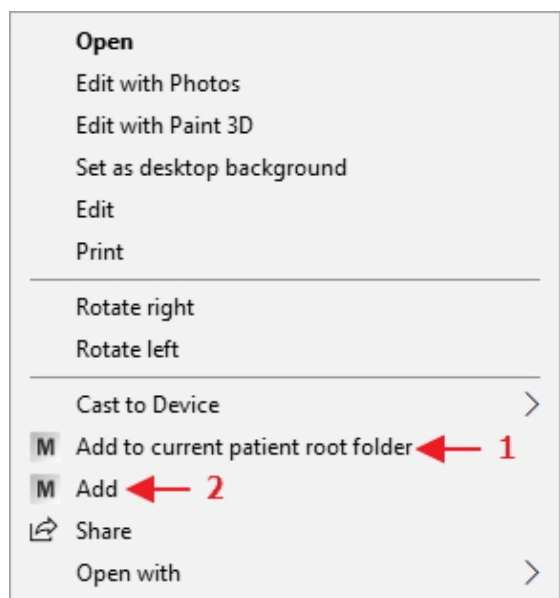 Open
Edit with Photos
Edit with Paint 3D
Set as desktop background
Edit
Print
Rotate right
Rotate left
Cast to Device
M Add to current patient root folder 1
M Add 2
Share
Open with